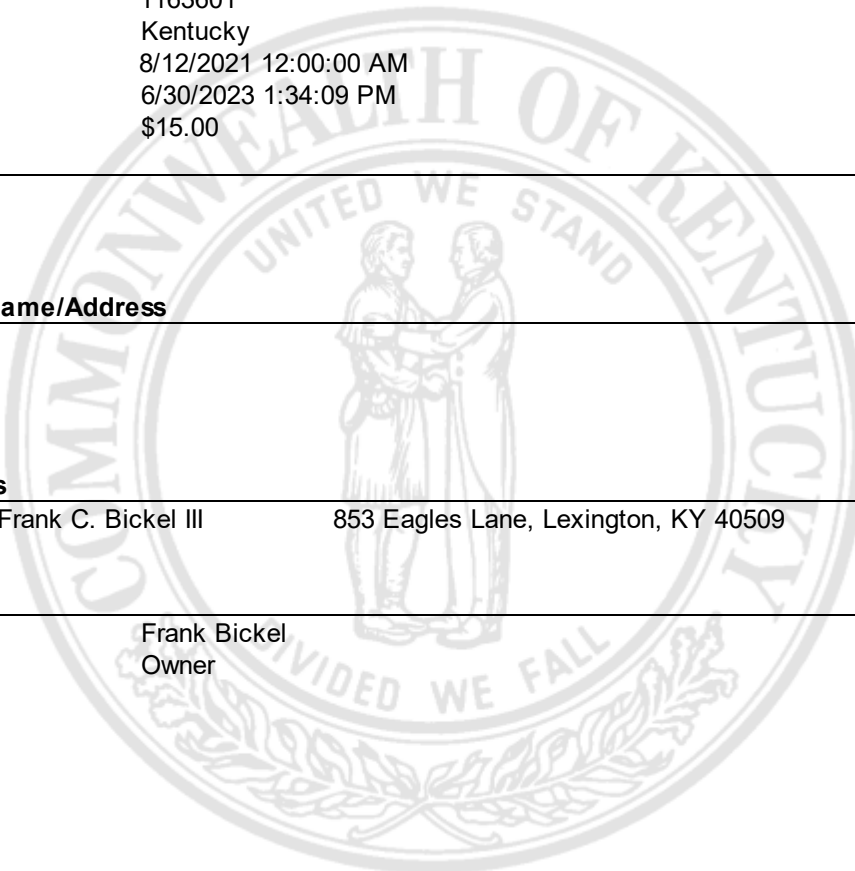 1163601
Kentucky
8/12/2021 12:00:00 AM
6/30/2023 1:34:09 PM
$15.00
COMMONWEALTH OF KENTUCKY
UNITED WE STAND
ame/Address
s
Frank C. Bickel III 853 Eagles Lane, Lexington, KY 40509
Frank Bickel
Owner
DIVIDED WE FALL